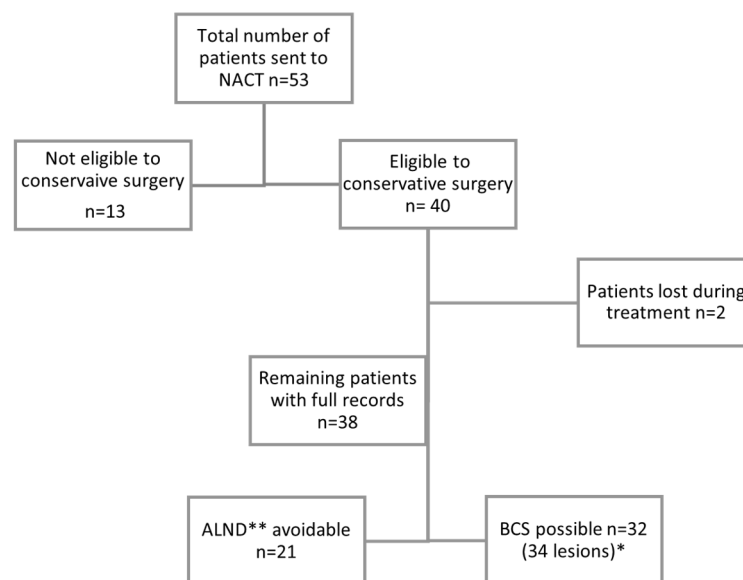 Total number of
patients sent to
NACT n=53
Not eligible to
conservaive surgery
n=13
Eligible to
conservative surgery
n= 40
Patients lost during
treatment n=2
Remaining patients
with full records
n=38
ALND** avoidable
n=21
BCS possible n=32
(34 lesions)*